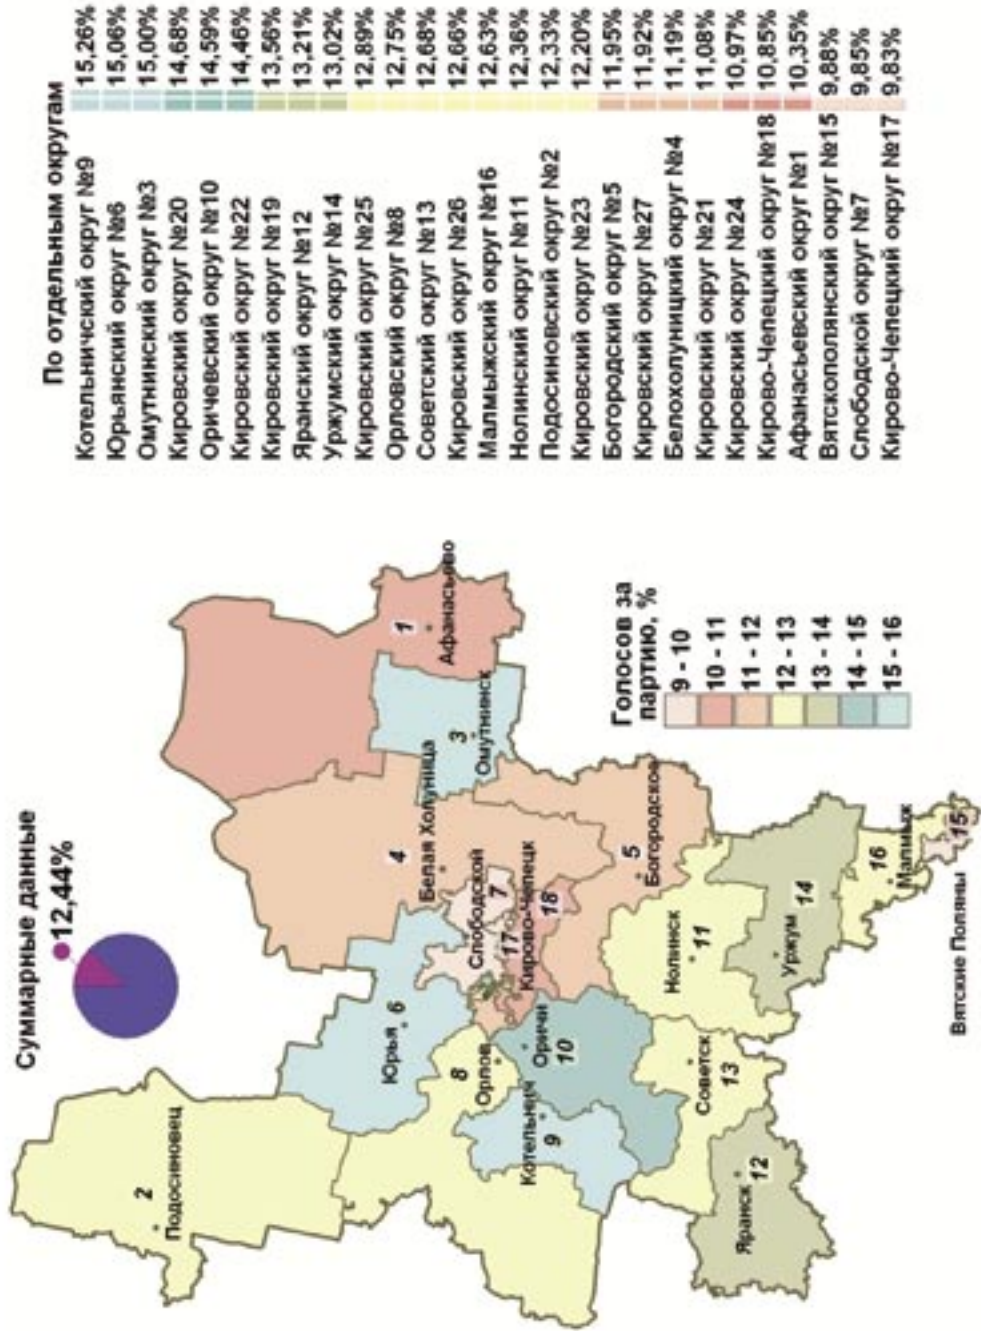 Суммарные данные
12,44%
2
Подосиновец
4
Белая Холуница
1
Афанасьево
3
Омутнинск
6
Юрья
Слободской
7
17
Кирово-Чепецк
18
8
Орлов
Оричи
10
Котельнич
9
5
Богородское
Нолинск
11
Советск
13
Уржум
14
Яранск
12
16
Малмыж
15
Вятские Поляны
Голосов за
партию, %
9 - 10
10 - 11
11 - 12
12 - 13
13 - 14
14 - 15
15 - 16
По отдельным округам
Котельничский округ №9 15,26%
Юрьянский округ №6 15,06%
Омутнинский округ №3 15,00%
Кировский округ №20 14,68%
Оричевский округ №10 14,59%
Кировский округ №22 14,46%
Кировский округ №19 13,56%
Яранский округ №12 13,21%
Уржумский округ №14 13,02%
Кировский округ №25 12,89%
Орловский округ №8 12,75%
Советский округ №13 12,68%
Кировский округ №26 12,66%
Малмыжский округ №16 12,63%
Нолинский округ №11 12,36%
Подосиновский округ №2 12,33%
Кировский округ №23 12,20%
Богородский округ №5 11,95%
Кировский округ №27 11,92%
Белохолуницкий округ №4 11,19%
Кировский округ №21 11,08%
Кировский округ №24 10,97%
Кирово-Чепецкий округ №18 10,85%
Афанасьевский округ №1 10,35%
Вятскополянский округ №15 9,88%
Слободской округ №7 9,85%
Кирово-Чепецкий округ №17 9,83%